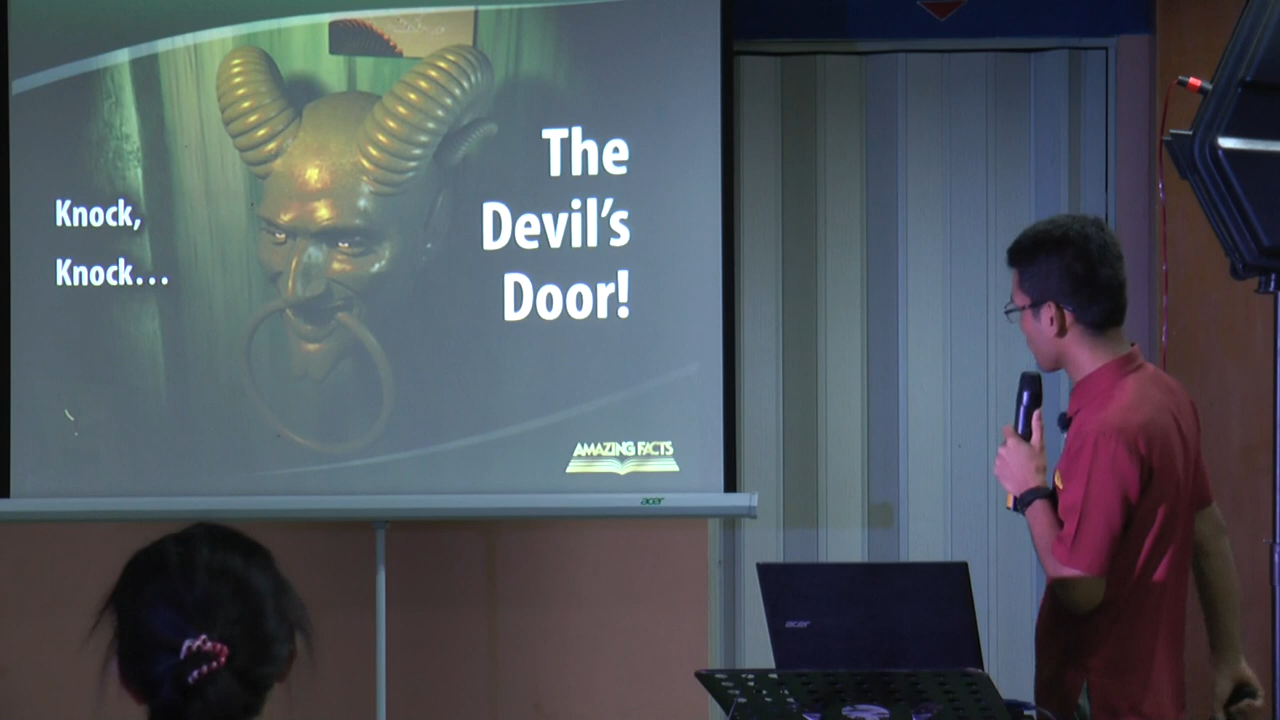 Knock,
Knock...
The
Devil's
Door!
AMAZING FACTS
acer
acer